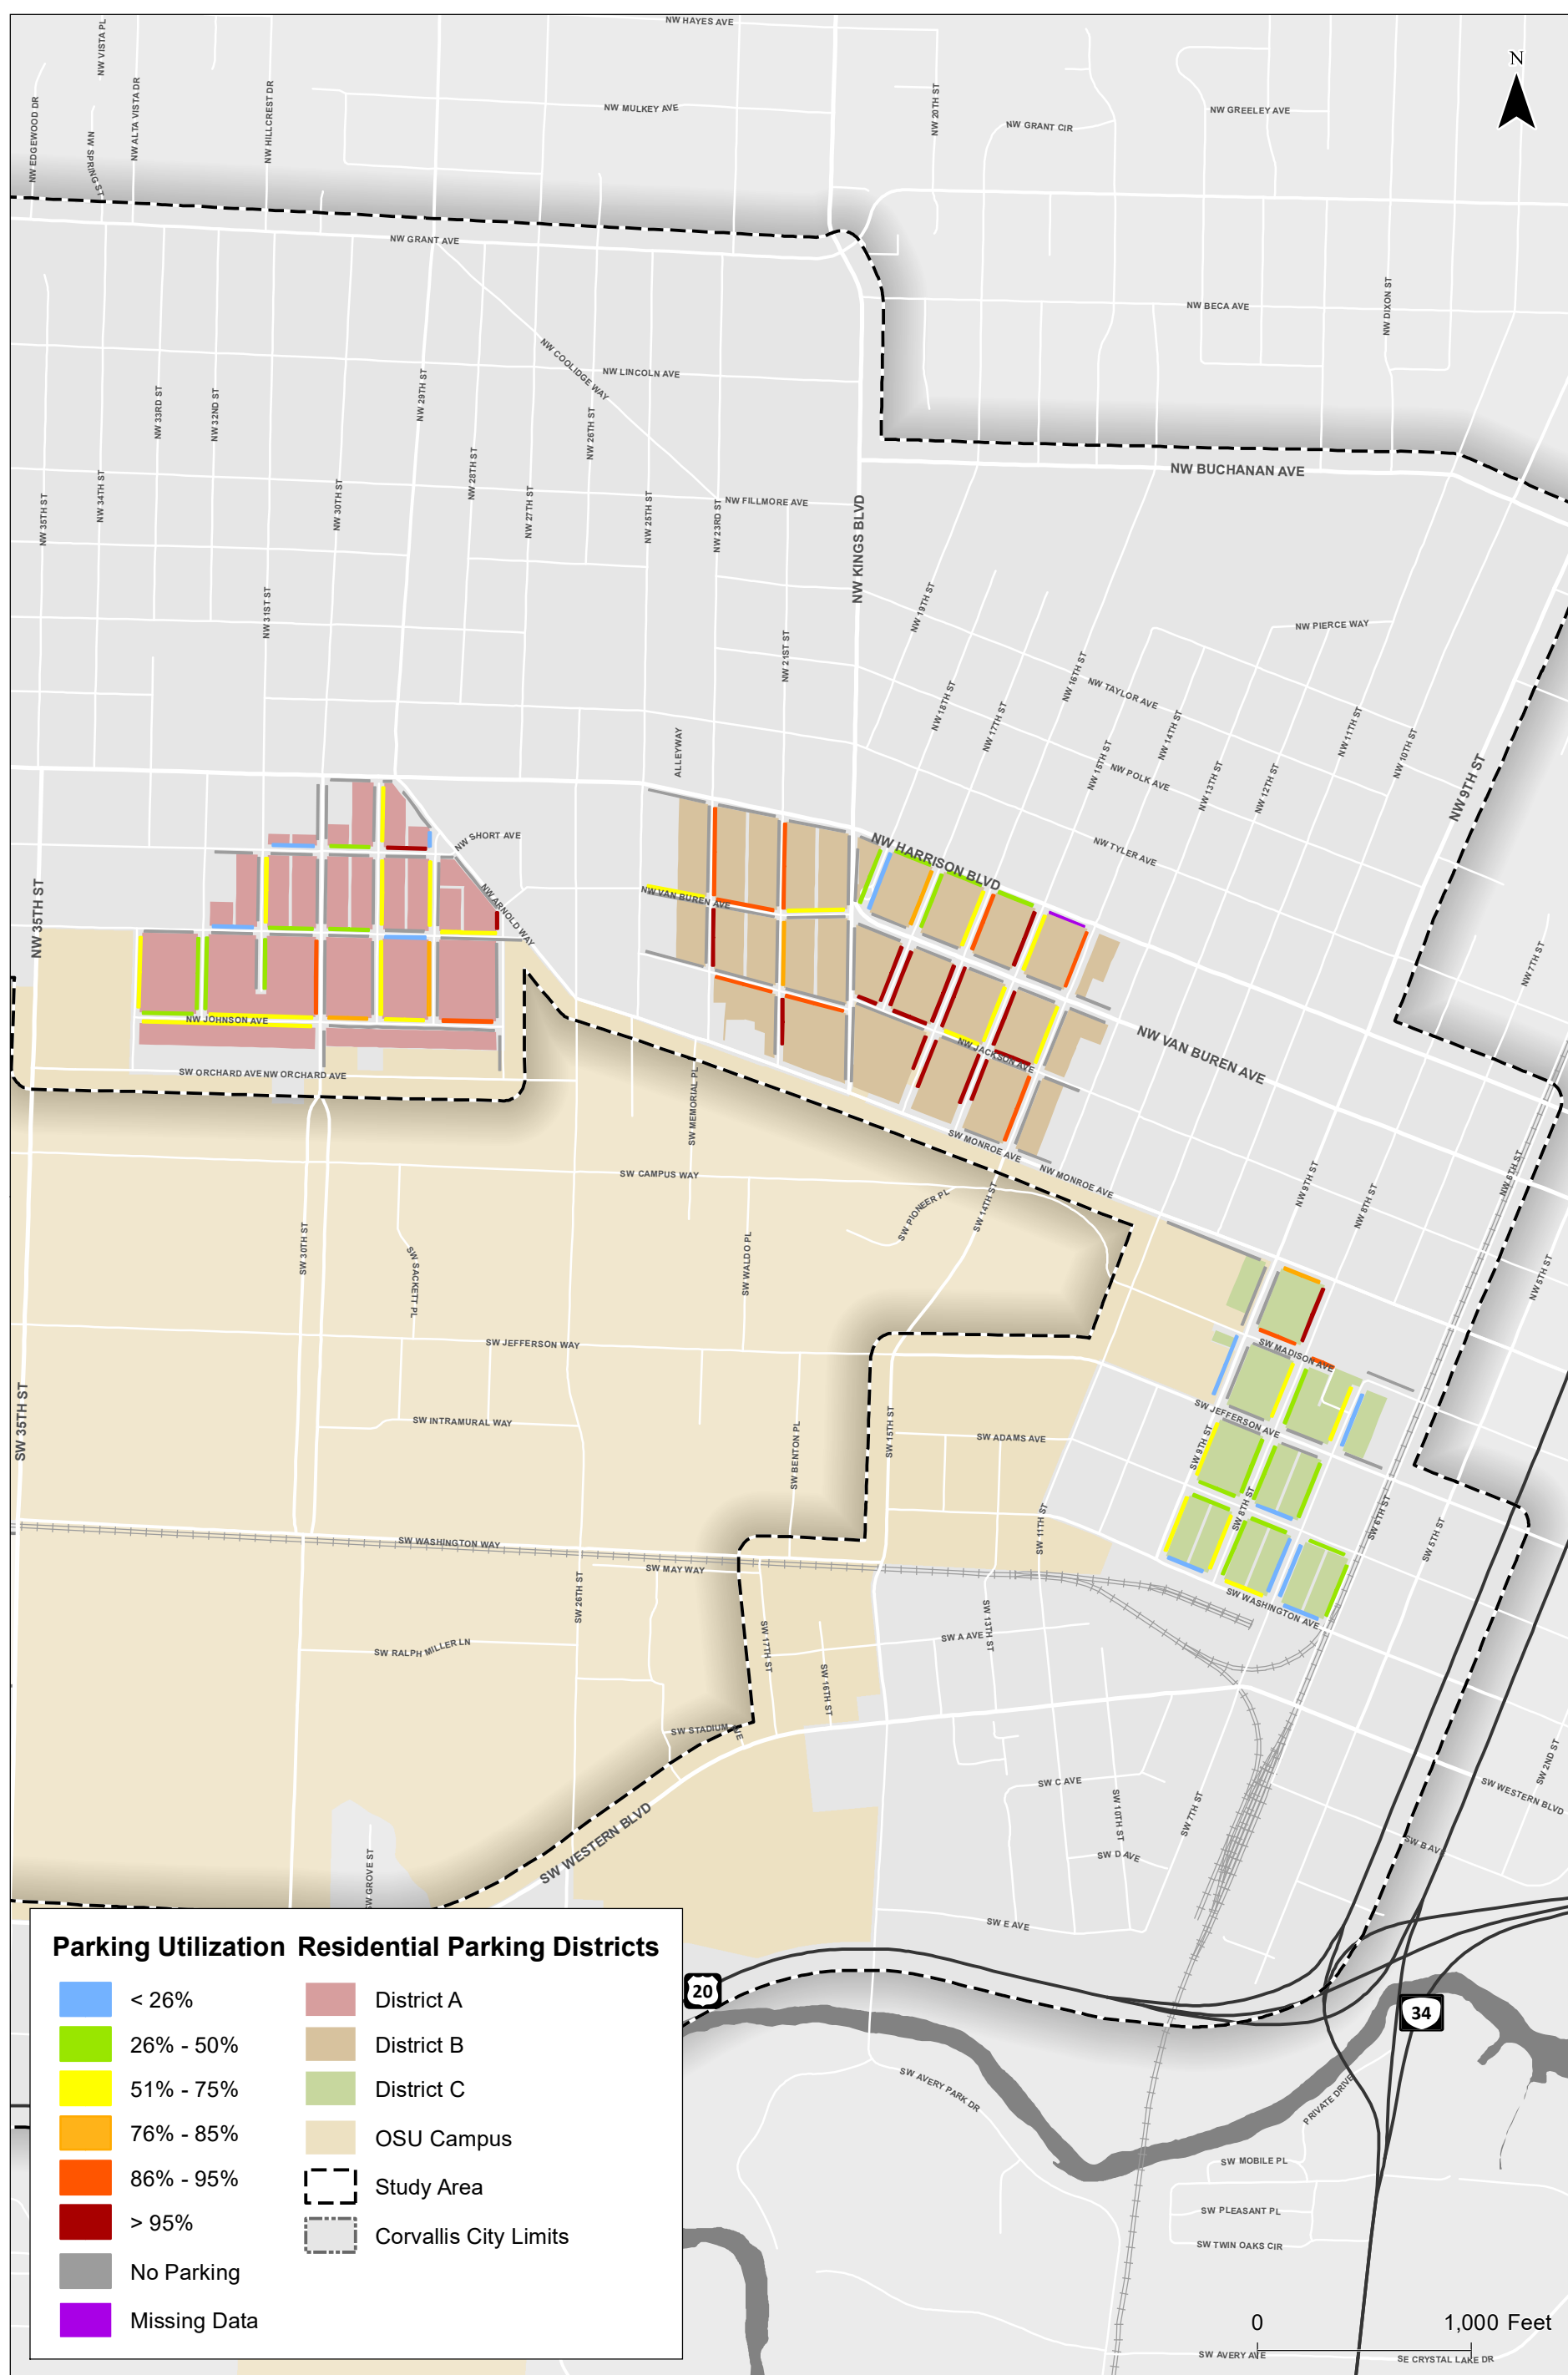 NW HAYES AVE
NW VISTA PL
NW EDGEWOOD DR
NW SPRING ST
NW ALTA VISTA DR
NW HILLCREST DR
NW MULKEY AVE
NW 20TH ST
NW GRANT CIR
NW GREELEY AVE
N
NW GRANT AVE
NW BECA AVE
NW DIXON ST
NW COOLIDGE WAY
NW LINCOLN AVE
NW 33RD ST
NW 32ND ST
NW 29TH ST
NW 26TH ST
NW BUCHANAN AVE
NW 35TH ST
NW 34TH ST
NW 30TH ST
NW 28TH ST
NW 27TH ST
NW 25TH ST
NW 23RD ST
NW FILLMORE AVE
NW KINGS BLVD
NW 31ST ST
NW 21ST ST
NW 19TH ST
NW PIERCE WAY
NW 18TH ST
NW 17TH ST
NW 16TH ST
NW TAYLOR AVE
NW 15TH ST
NW 14TH ST
NW POLK AVE
NW 13TH ST
NW 12TH ST
NW 11TH ST
NW 10TH ST
NW 9TH ST
ALLEYWAY
NW SHORT AVE
NW HARRISON BLVD
NW TYLER AVE
NW 35TH ST
NW ARNOLD WAY
NW VAN BUREN AVE
NW 7TH ST
NW JOHNSON AVE
NW JACKSON AVE
NW VAN BUREN AVE
SW ORCHARD AVE
NW ORCHARD AVE
SW MEMORIAL PL
SW MONROE AVE
NW MONROE AVE
SW CAMPUS WAY
NW 9TH ST
NW 8TH ST
NW 6TH ST
NW 5TH ST
SW PIONEER PL
SW 14TH ST
SW 30TH ST
SW SACKETT PL
SW WALDO PL
SW JEFFERSON WAY
SW MADISON AVE
SW 35TH ST
SW INTRAMURAL WAY
SW BENTON PL
SW 15TH ST
SW ADAMS AVE
SW JEFFERSON AVE
SW 9TH ST
SW 8TH ST
SW 11TH ST
SW 6TH ST
SW 5TH ST
SW WASHINGTON WAY
SW MAY WAY
SW 26TH ST
SW WASHINGTON AVE
SW RALPH MILLER LN
SW 17TH ST
SW 16TH ST
SW A AVE
SW 13TH ST
SW STADIUM AVE
SW C AVE
SW 10TH ST
SW 7TH ST
SW D AVE
SW 2ND ST
SW WESTERN BLVD
SW B AVE
SW WESTERN BLVD
SW GROVE ST
SW E AVE
Parking Utilization
< 26%
26% - 50%
51% - 75%
76% - 85%
86% - 95%
> 95%
No Parking
Missing Data
Residential Parking Districts
District A
District B
District C
OSU Campus
Study Area
Corvallis City Limits
20
34
SW AVERY PARK DR
PRIVATE DRIVE
SW MOBILE PL
SW PLEASANT PL
SW TWIN OAKS CIR
0 1,000 Feet
SW AVERY AVE
SE CRYSTAL LAKE DR